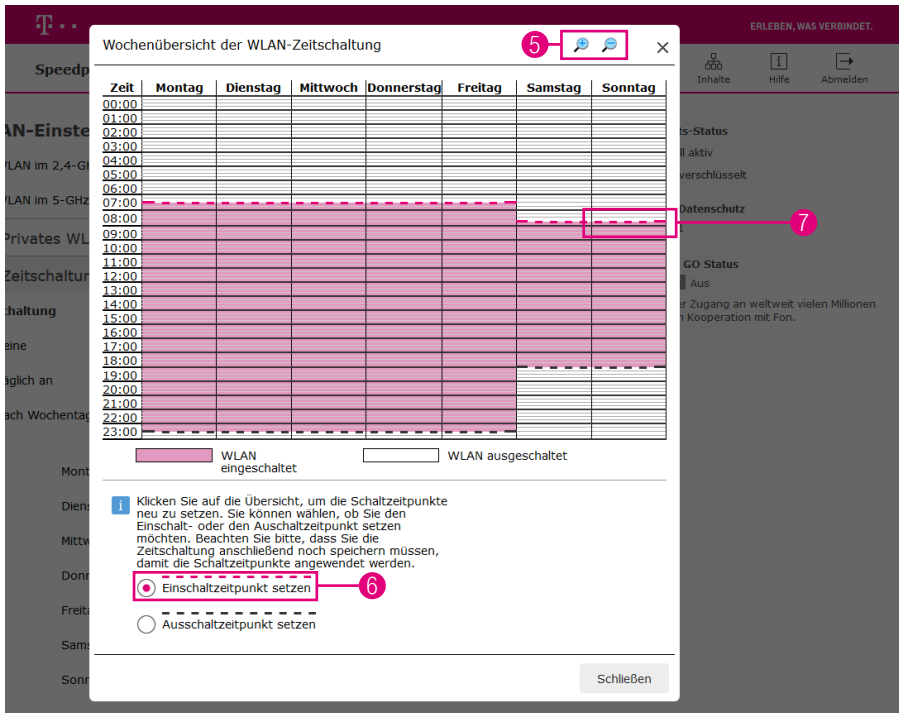 T
ERLEBEN, WAS VERBINDET.
Wochenübersicht der WLAN-Zeitschaltung
5
Speedp
Inhalte Hilfe Abmelden
Zeit Montag Dienstag Mittwoch Donnerstag Freitag Samstag Sonntag
00:00
01:00
02:00
03:00
04:00
05:00
06:00
07:00
08:00
09:00
10:00
11:00
12:00
13:00
14:00
15:00
16:00
17:00
18:00
19:00
20:00
21:00
22:00
23:00
7
WLAN eingeschaltet
WLAN ausgeschaltet
i
Klicken Sie auf die Übersicht, um die Schaltzeitpunkte
neu zu setzen. Sie können wählen, ob Sie den
Einschalt- oder den Auschaltzeitpunkt setzen
möchten. Beachten Sie bitte, dass Sie die
Zeitschaltung anschließend noch speichern müssen,
damit die Schaltzeitpunkte angewendet werden.
Einschaltzeitpunkt setzen
6
Ausschaltzeitpunkt setzen
Schließen
AN-Einste
VLAN im 2,4-GH
VLAN im 5-GHz
Privates WL
Zeitschaltur
chaltung
eine
äglich an
ach Wochentag
Mont
Diens
Mittw
Donn
Freita
Sams
Sonn
ts-Status
ll aktiv
verschlüsselt
Datenschutz
GO Status
Aus
er Zugang an weltweit vielen Millionen
n Kooperation mit Fon.